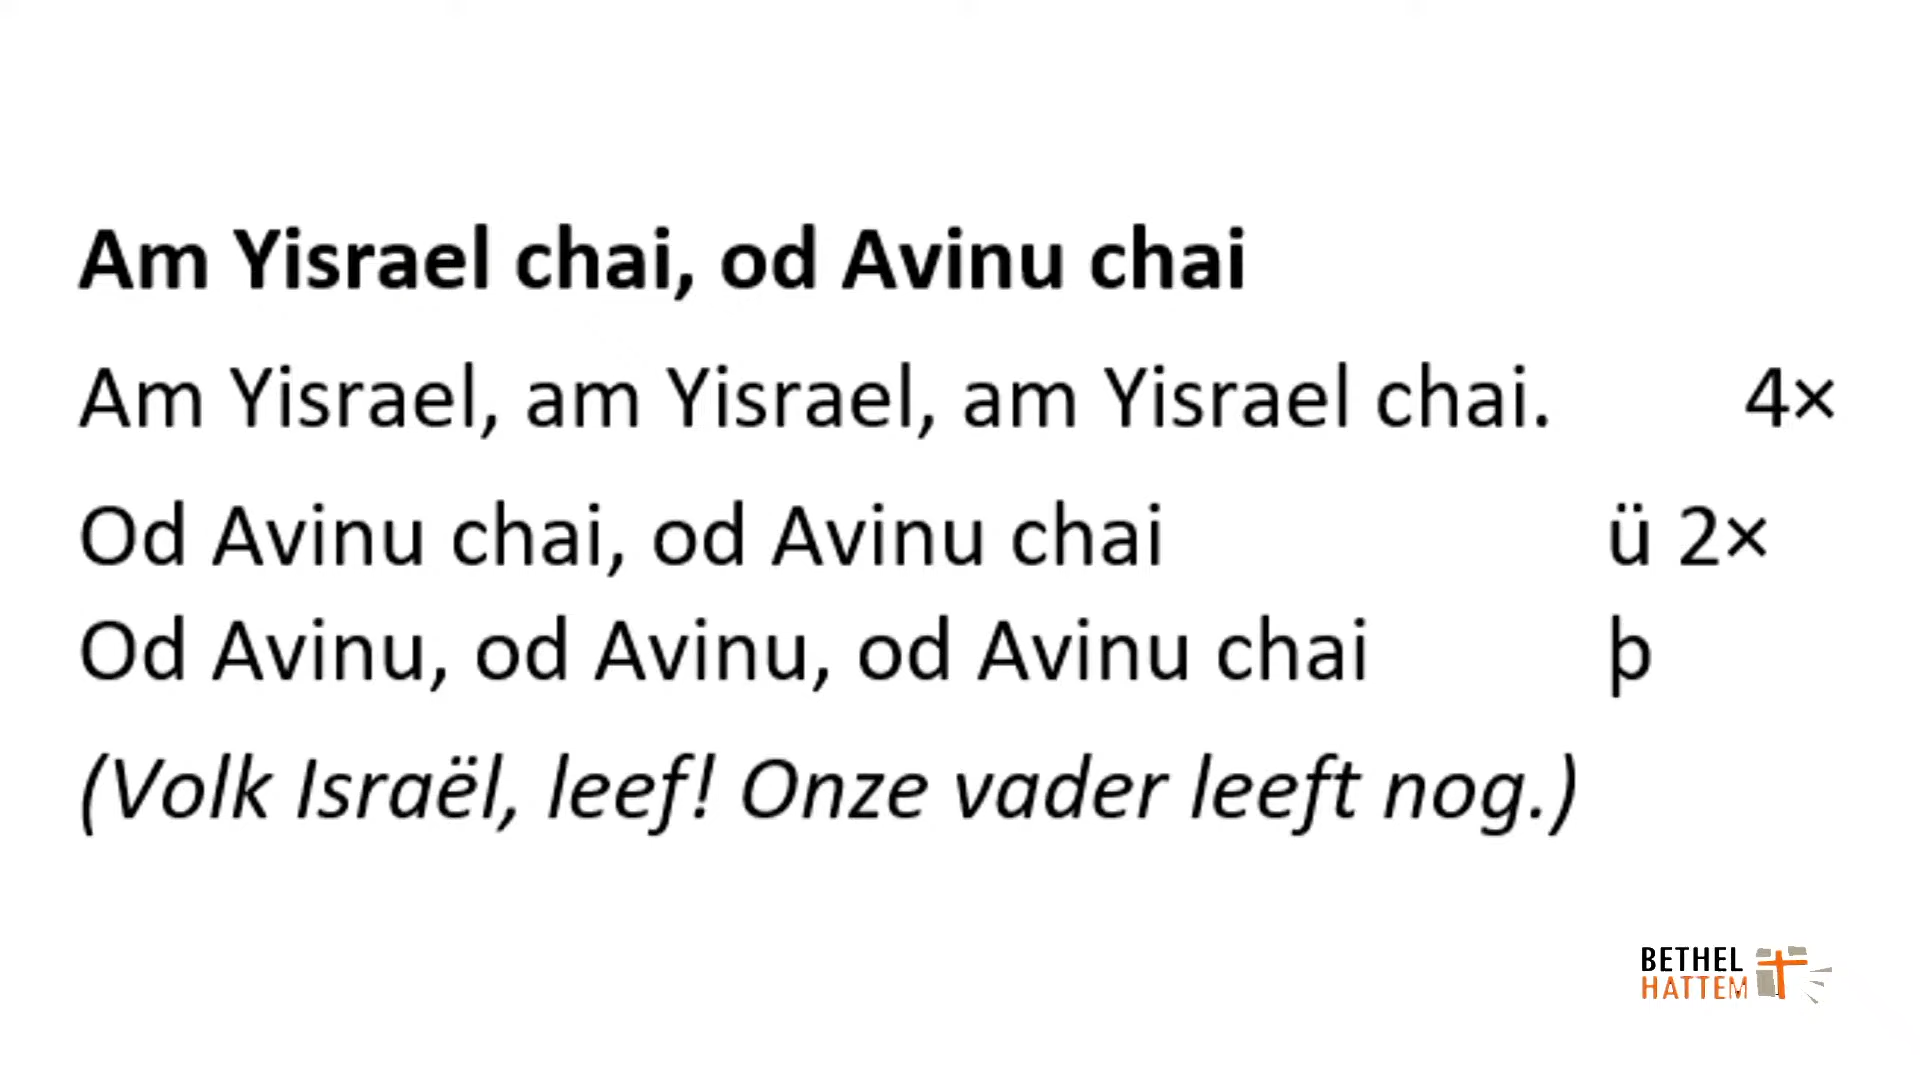 Am Yisrael chai, od Avinu chai
Am Yisrael, am Yisrael, am Yisrael chai. 4×
Od Avinu chai, od Avinu chai ü 2×
Od Avinu, od Avinu, od Avinu chai þ
(Volk Israël, leef! Onze vader leeft nog.)
BETHEL
HATTEM